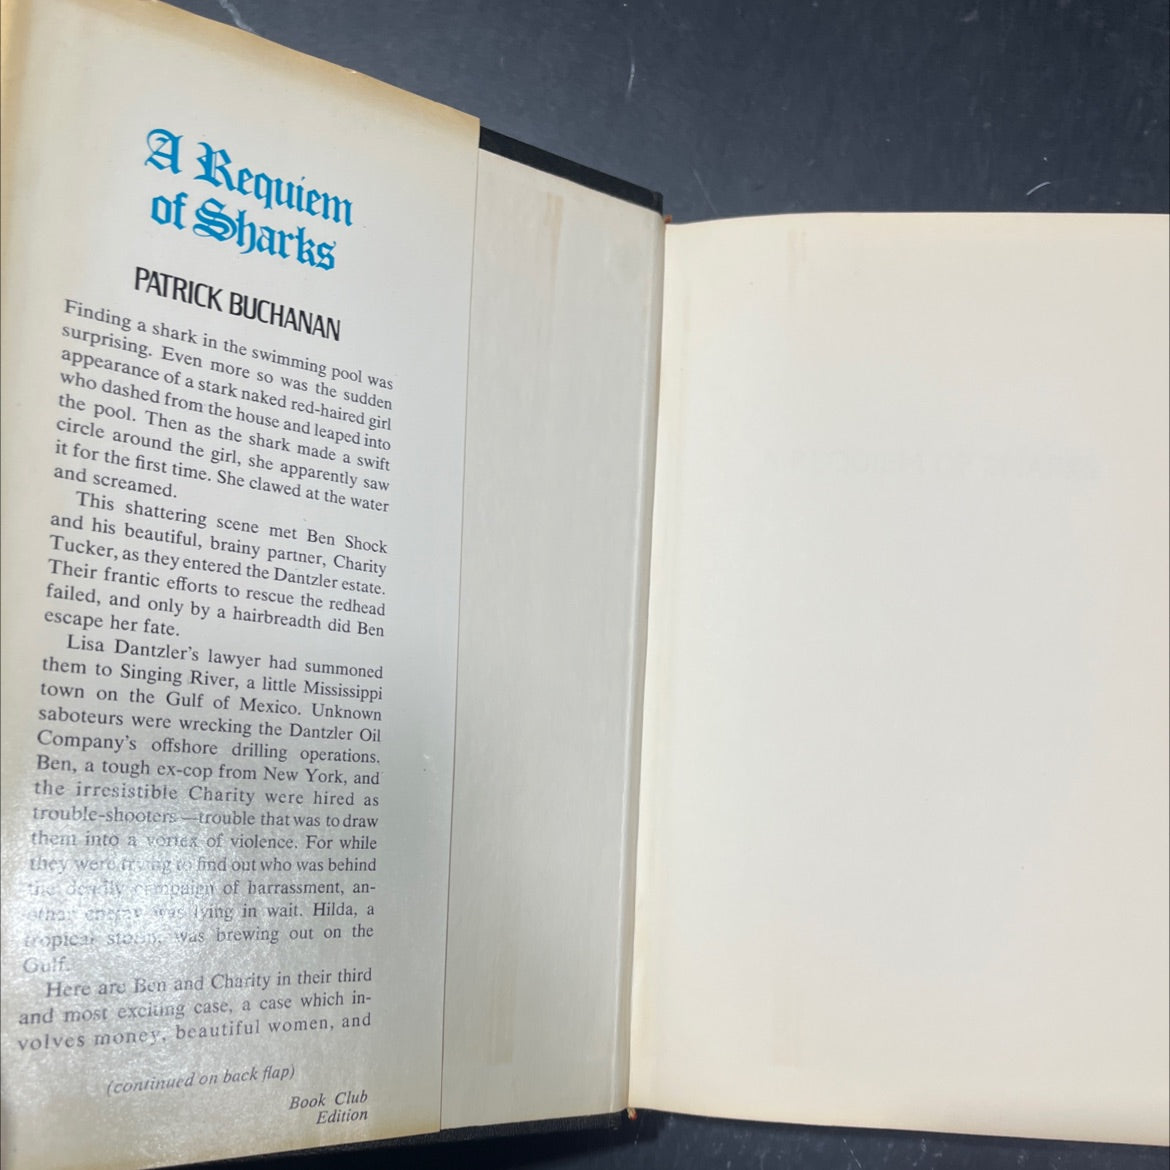 A Requiem
of Sharks
PATRICK BUCHANAN
Finding a shark in the swimming pool was
surprising. Even more so was the sudden
appearance of a stark naked red-haired girl
who dashed from the house and leaped into
the pool. Then as the shark made a swift
circle around the girl, she apparently saw
it for the first time. She clawed at the water
and screamed.
This shattering scene met Ben Shock
and his beautiful, brainy partner, Charity
Tucker, as they entered the Dantzler estate.
Their frantic efforts to rescue the redhead
failed, and only by a hairbreadth did Ben
escape her fate.
Lisa Dantzler's lawyer had summoned
them to Singing River, a little Mississippi
town on the Gulf of Mexico. Unknown
saboteurs were wrecking the Dantzler Oil
Company's offshore drilling operations.
Ben, a tough ex-cop from New York, and
the irresistible Charity were hired as
trouble-shooters—trouble that was to draw
them into a vortex of violence. For while
they were trying to find out who was behind
the deadly campaign of harrassment, an-
other enemy was lying in wait. Hilda, a
tropical storm, was brewing out on the
Gulf.
Here are Ben and Charity in their third
and most exciting case, a case which in-
volves money, beautiful women, and
(continued on back flap)
Book Club
Edition